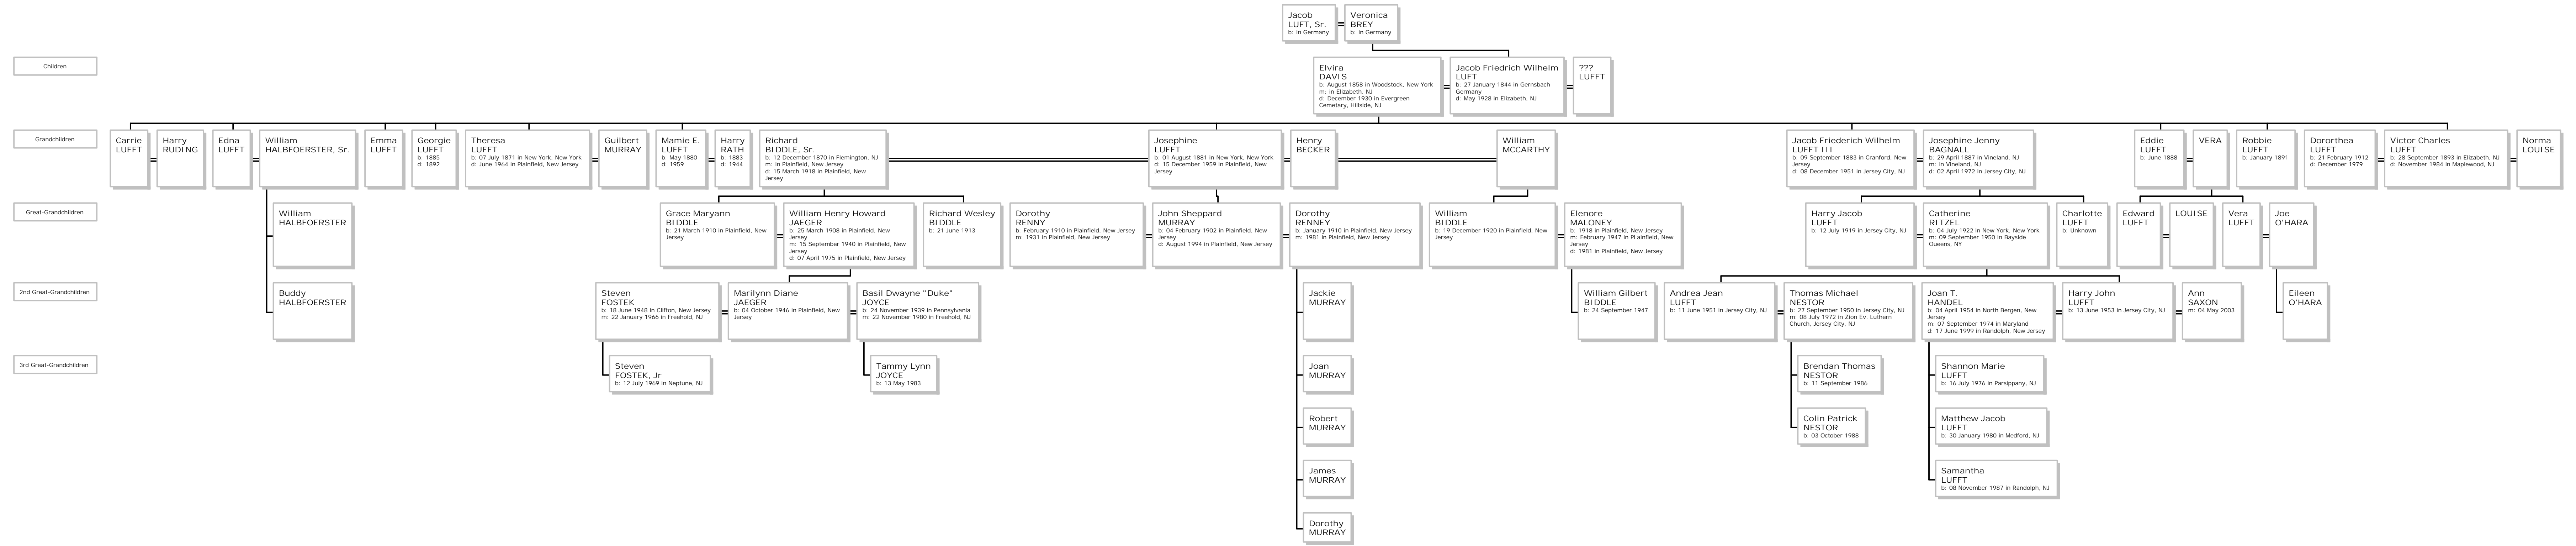 Jacob
LUFT, Sr.
b: in Germany
Veronica
BREY
b: in Germany
Children
Elvira
DAVIS
b: August 1858 in Woodstock, New York
m: in Elizabeth, NJ
d: December 1930 in Evergreen
Cemetery, Hillside, NJ
Jacob Friedrich Wilhelm
LUFT
b: 27 January 1844 in Gernsbach
Germany
d: May 1928 in Elizabeth, NJ
???
LUFFT
Grandchildren
Carrie
LUFFT
Harry
RUDING
Edna
LUFFT
William
HALBFOERSTER, Sr.
Emma
LUFFT
Georgie
LUFFT
b: 1885
d: 1892
Theresa
LUFFT
b: 07 July 1871 in New York, New York
d: June 1964 in Plainfield, New Jersey
Guilbert
MURRAY
Mamie E.
LUFFT
b: May 1880
d: 1959
Harry
RATH
b: 1883
d: 1944
Richard
BIDDLE, Sr.
b: 12 December 1870 in Flemington, NJ
m: in Plainfield, New Jersey
d: 15 March 1918 in Plainfield, New
Jersey
Josephine
LUFFT
b: 01 August 1881 in New York, New York
d: 15 December 1959 in Plainfield, New
Jersey
Henry
BECKER
William
MCCARTHY
Jacob Friederich Wilhelm
LUFFT III
b: 09 September 1883 in Cranford, New
Jersey
d: 08 December 1951 in Jersey City, NJ
Josephine Jenny
BAGNALL
b: 29 April 1887 in Vineland, NJ
m: in Vineland, NJ
d: 02 April 1972 in Jersey City, NJ
Eddie
LUFFT
b: June 1888
VERA
Robbie
LUFFT
b: January 1891
Dororthea
LUFFT
b: 21 February 1912
d: December 1979
Victor Charles
LUFFT
b: 28 September 1893 in Elizabeth, NJ
d: November 1984 in Maplewood, NJ
Norma
LOUISE
Great-Grandchildren
William
HALBFOERSTER
Grace Maryann
BIDDLE
b: 21 March 1910 in Plainfield, New
Jersey
William Henry Howard
JAEGER
b: 25 March 1908 in Plainfield, New
Jersey
m: 15 September 1940 in Plainfield, New
Jersey
d: 07 April 1975 in Plainfield, New Jersey
Richard Wesley
BIDDLE
b: 21 June 1913
Dorothy
RENNY
b: February 1910 in Plainfield, New Jersey
m: 1931 in Plainfield, New Jersey
John Sheppard
MURRAY
b: 04 February 1902 in Plainfield, New
Jersey
d: August 1994 in Plainfield, New Jersey
Dorothy
RENNEY
b: January 1910 in Plainfield, New Jersey
m: 1981 in Plainfield, New Jersey
William
BIDDLE
b: 19 December 1920 in Plainfield, New
Jersey
Elenore
MALONEY
b: 1918 in Plainfield, New Jersey
m: February 1947 in PLainfield, New
Jersey
d: 1981 in Plainfield, New Jersey
Harry Jacob
LUFFT
b: 12 July 1919 in Jersey City, NJ
Catherine
RITZEL
b: 04 July 1922 in New York, New York
m: 09 September 1950 in Bayside
Queens, NY
Charlotte
LUFFT
b: Unknown
Edward
LUFFT
LOUISE
Vera
LUFFT
Joe
O'HARA
2nd Great-Grandchildren
Buddy
HALBFOERSTER
Steven
FOSTEK
b: 18 June 1948 in Clifton, New Jersey
m: 22 January 1966 in Freehold, NJ
Marilynn Diane
JAEGER
b: 04 October 1946 in Plainfield, New
Jersey
Basil Dwayne "Duke"
JOYCE
b: 24 November 1939 in Pennsylvania
m: 22 November 1980 in Freehold, NJ
Jackie
MURRAY
William Gilbert
BIDDLE
b: 24 September 1947
Andrea Jean
LUFFT
b: 11 June 1951 in Jersey City, NJ
Thomas Michael
NESTOR
b: 27 September 1950 in Jersey City, NJ
m: 08 July 1972 in Zion Ev. Luthern
Church, Jersey City, NJ
Joan T.
HANDEL
b: 04 April 1954 in North Bergen, New
Jersey
m: 07 September 1974 in Maryland
d: 17 June 1999 in Randolph, New Jersey
Harry John
LUFFT
b: 13 June 1953 in Jersey City, NJ
Ann
SAXON
m: 04 May 2003
Eileen
O'HARA
3rd Great-Grandchildren
Steven
FOSTEK, Jr
b: 12 July 1969 in Neptune, NJ
Tammy Lynn
JOYCE
b: 13 May 1983
Joan
MURRAY
Brendan Thomas
NESTOR
b: 11 September 1986
Shannon Marie
LUFFT
b: 16 July 1976 in Parsippany, NJ
Robert
MURRAY
Colin Patrick
NESTOR
b: 03 October 1988
Matthew Jacob
LUFFT
b: 30 January 1980 in Medford, NJ
James
MURRAY
Samantha
LUFFT
b: 08 November 1987 in Randolph, NJ
Dorothy
MURRAY